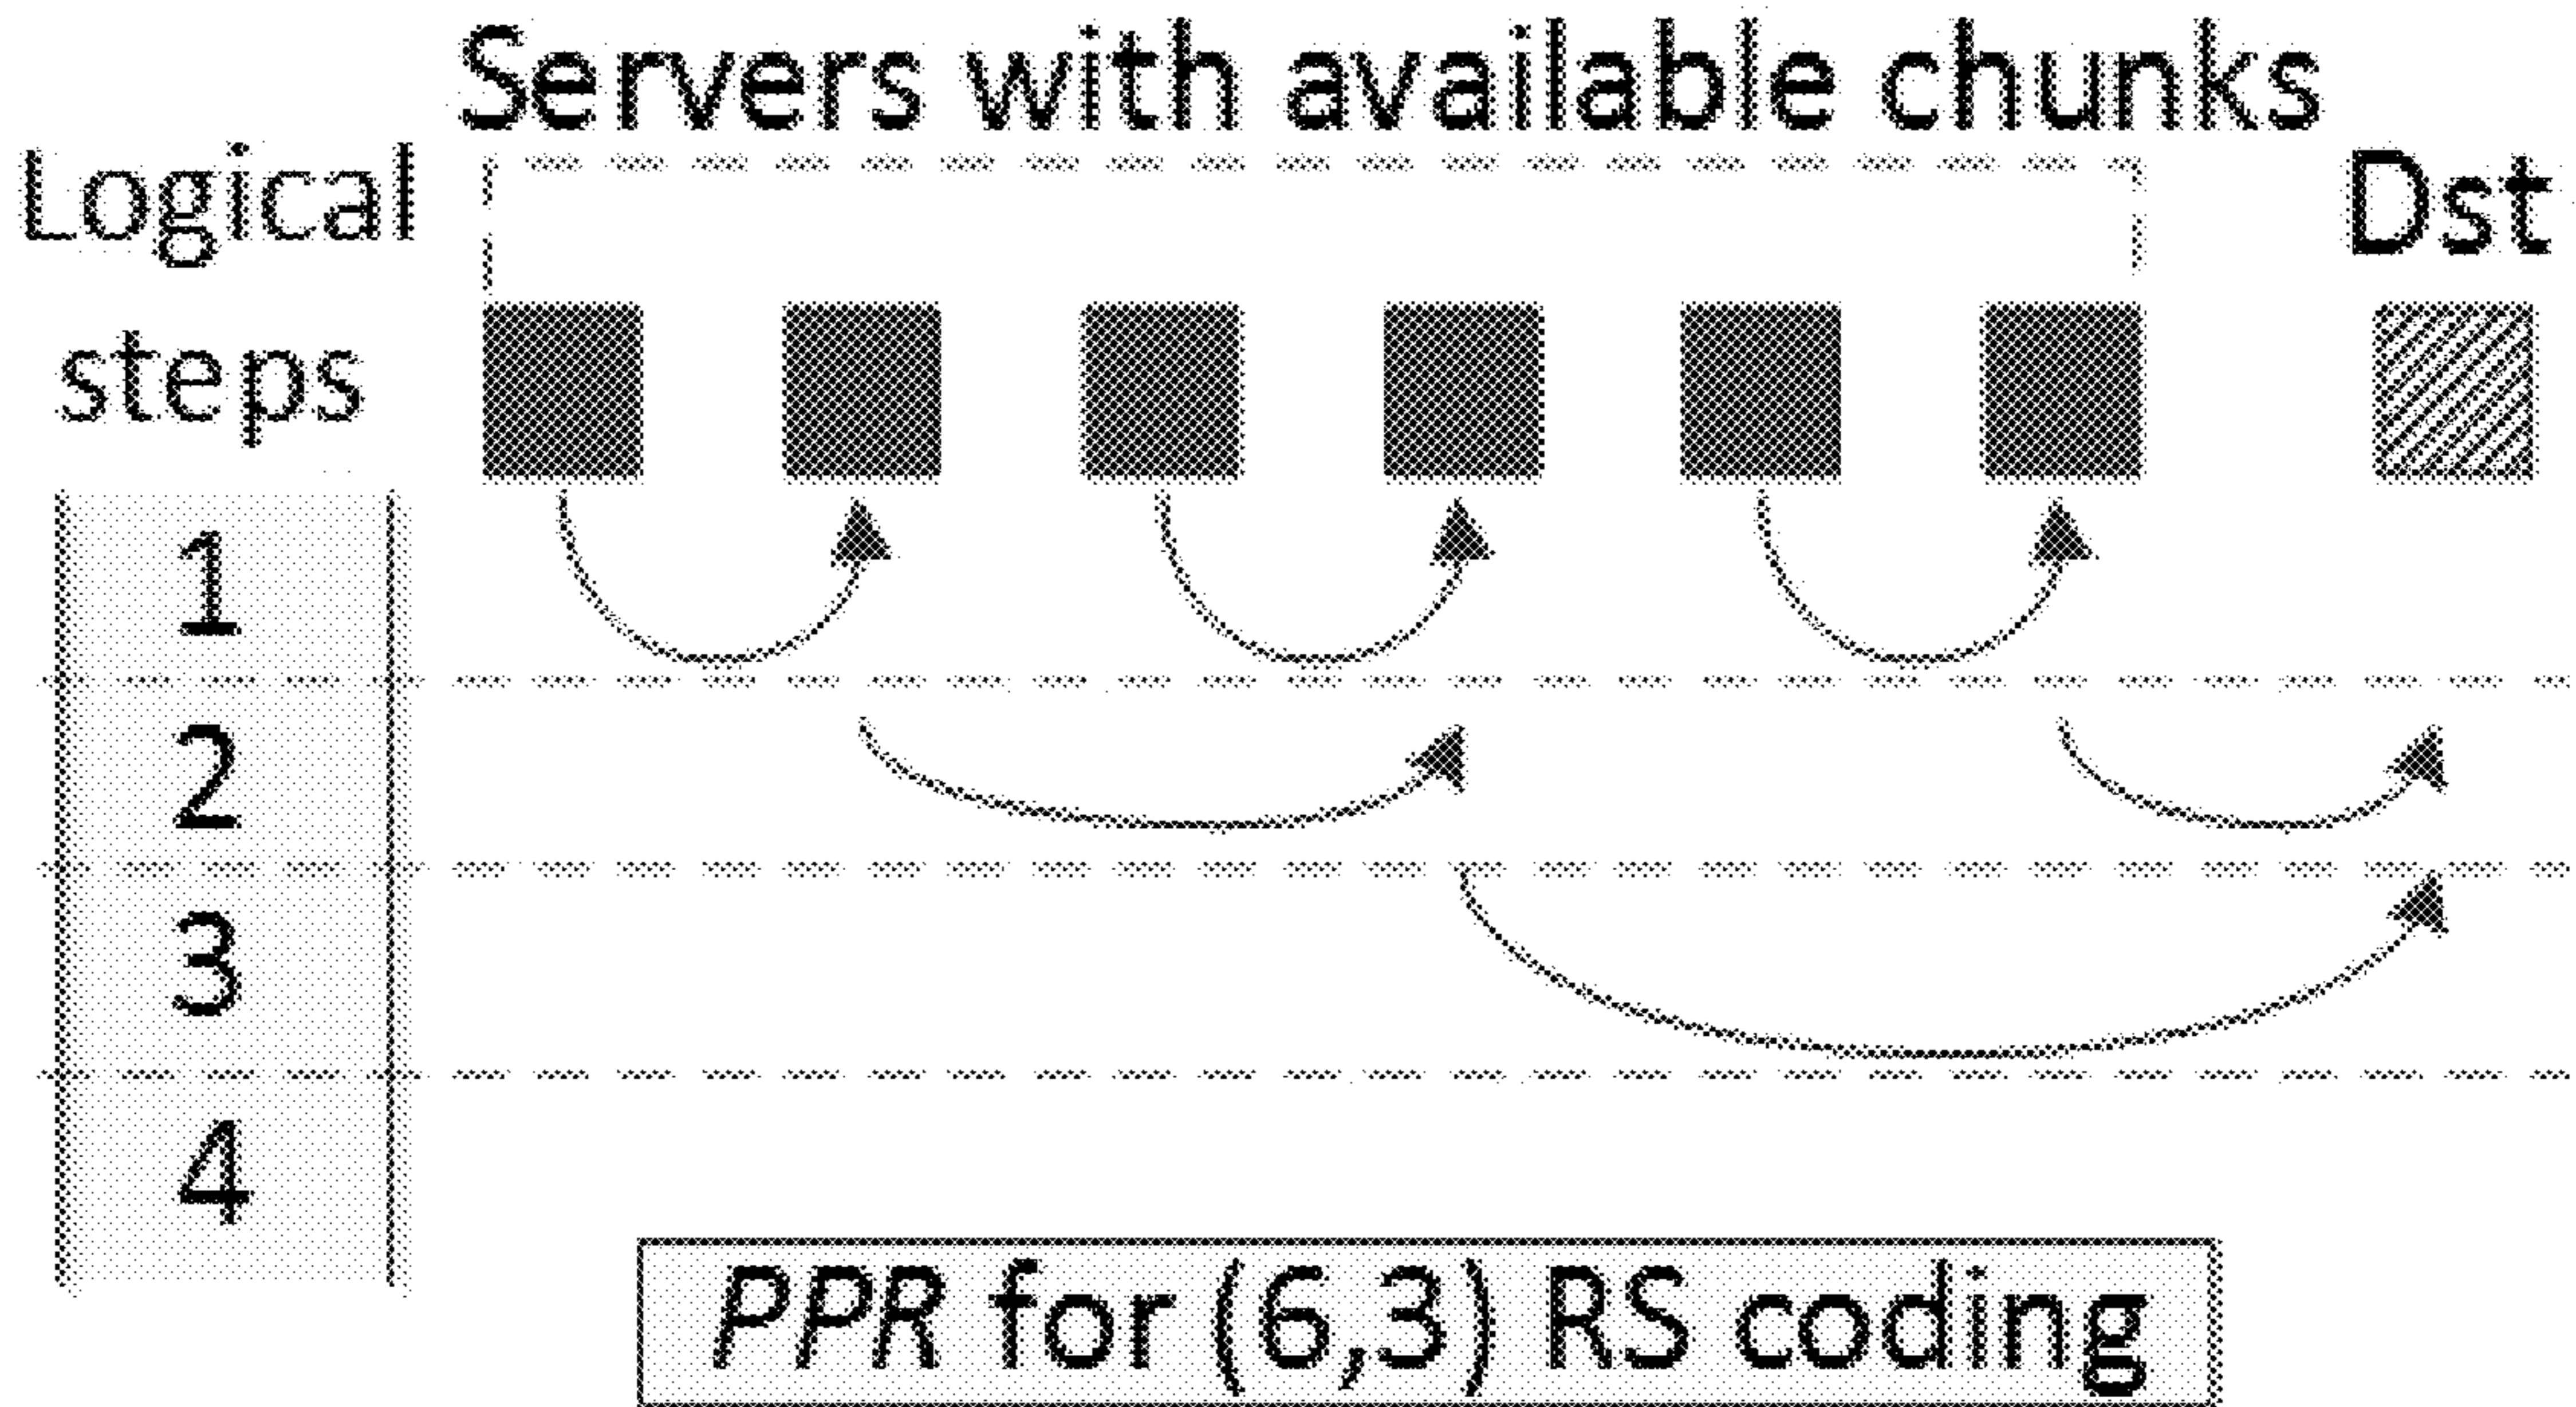 Servers with available chunks
Logical
steps
Dst
1
2
3
4
PPR for (6,3) RS coding